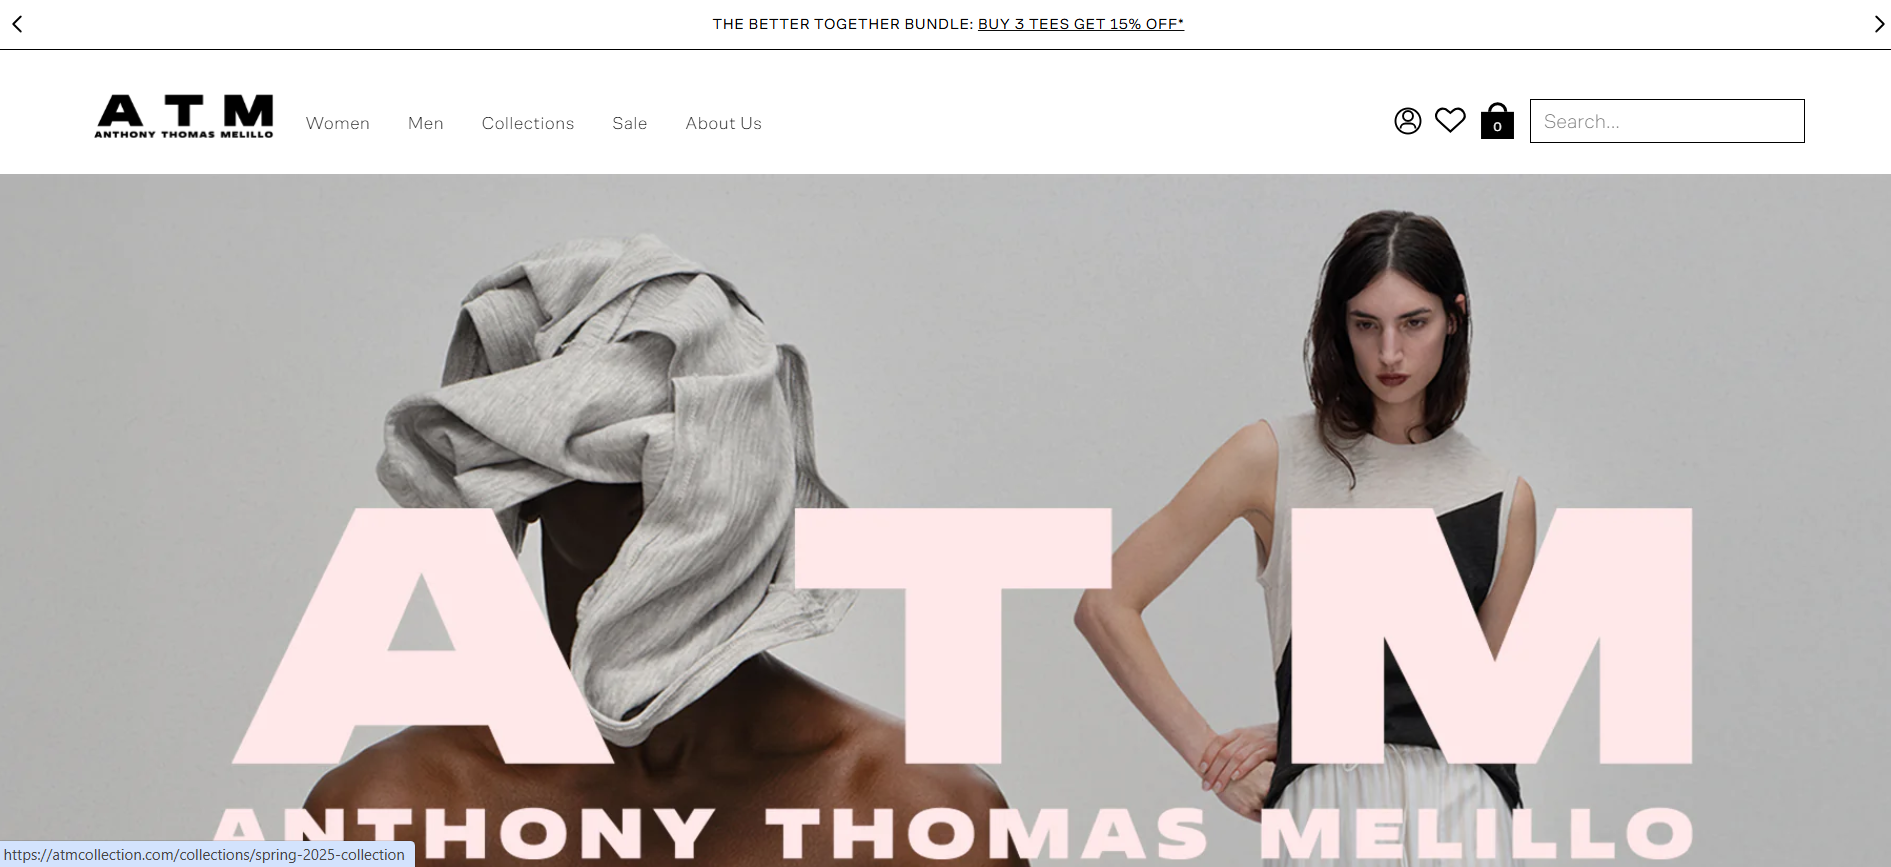 THE BETTER TOGETHER BUNDLE: BUY 3 TEES GET 15% OFF*
ATM
ANTHONY THOMAS MELILLO
Women Men Collections Sale About Us
0
Search...
ATM
ANTHONY THOMAS MELILLO
https://atmcollection.com/collections/spring-2025-collection